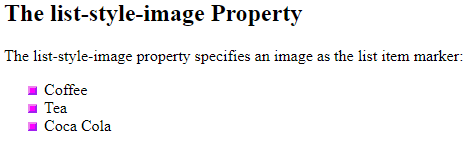 The list-style-image Property
The list-style-image property specifies an image as the list item marker:
Coffee
Tea
Coca Cola